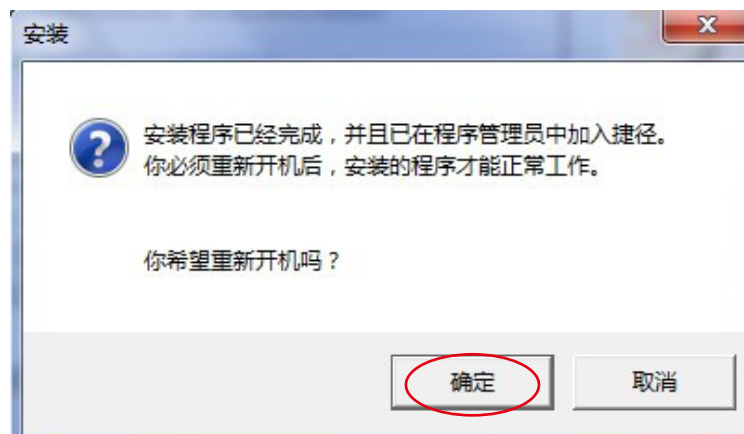 安装
安装程序已经完成，并且已在程序管理员中加入捷径。
你必须重新开机后，安装的程序才能正常工作。
你希望重新开机吗？
确定
取消